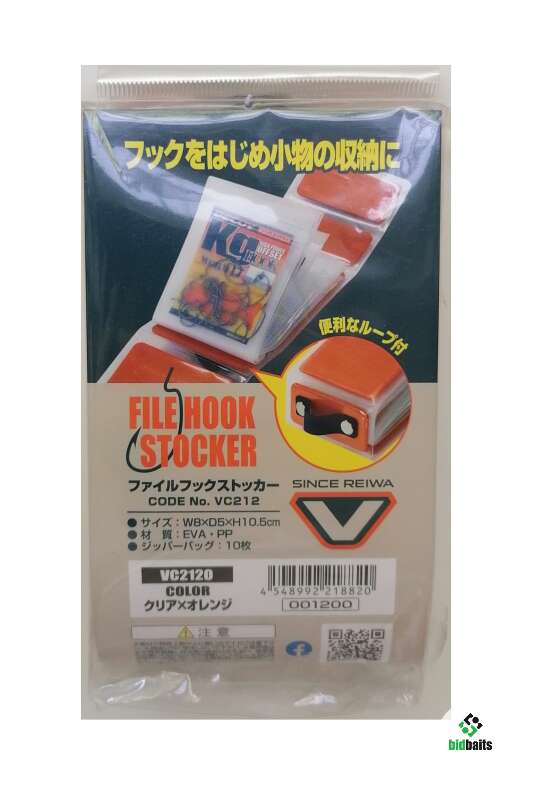 フックをはじめ小物の収納に
Kg
便利なループ付
FILE HOOK
STOCKER
ファイルフックストッカー
CODE No. VC212
SINCE REIWA
V
● サイズ：W8×D5×H10.5cm
● 材　質：EVA・PP
● ジッパーバッグ：10枚
VC2120
COLOR
クリア×オレンジ
4 548992 218820
001200
注 意
bidbaits